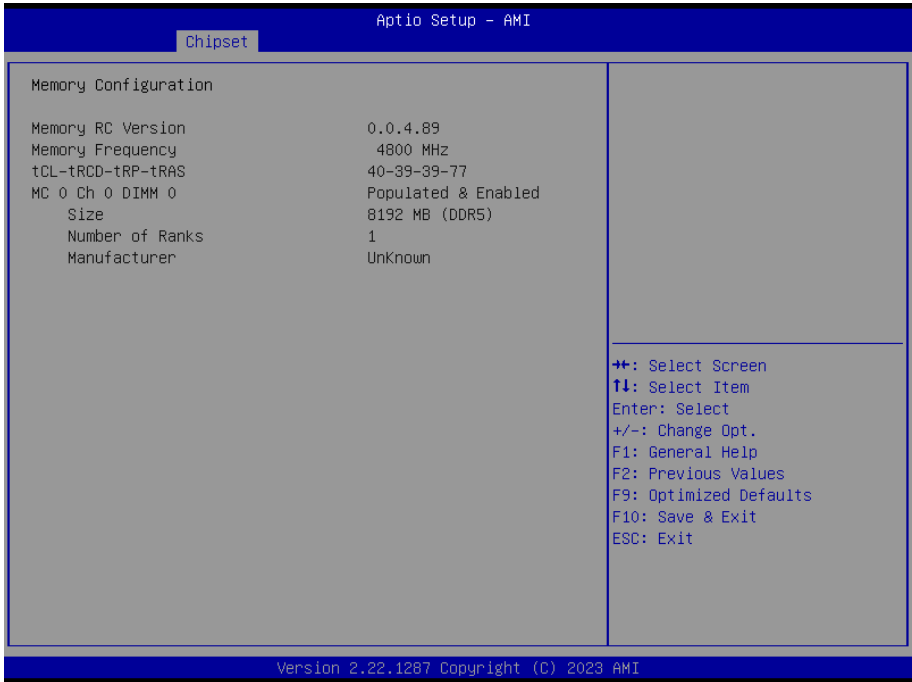 Aptio Setup - AMI
Chipset
Memory Configuration
Memory RC Version 0.0.4.89
Memory Frequency 4800 MHz
tCL-tRCD-tRP-tRAS 40-39-39-77
MC 0 Ch 0 DIMM 0 Populated & Enabled
Size 8192 MB (DDR5)
Number of Ranks 1
Manufacturer UnKnown
→←: Select Screen
↑↓: Select Item
Enter: Select
+/-: Change Opt.
F1: General Help
F2: Previous Values
F9: Optimized Defaults
F10: Save & Exit
ESC: Exit
Version 2.22.1287 Copyright (C) 2023 AMI